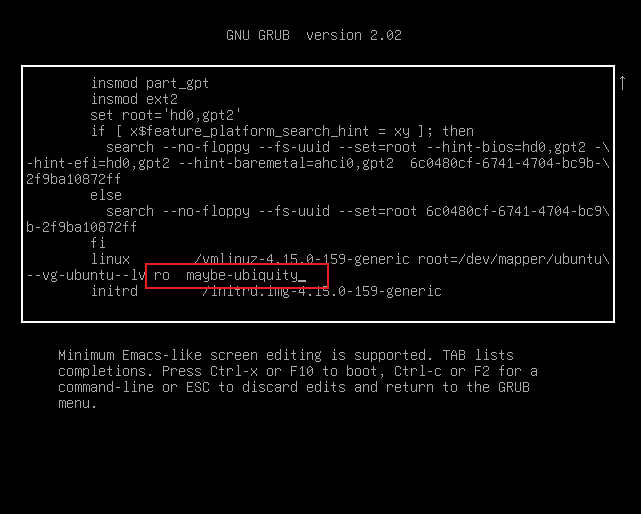 GNU GRUB  version 2.02
insmod part_gpt
insmod ext2
set root='hd0,gpt2'
if [ x$feature_platform_search_hint = xy ]; then
search --no-floppy --fs-uuid --set=root --hint-bios=hd0,gpt2 -\
-hint-efi=hd0,gpt2 --hint-baremetal=ahci0,gpt2  6c0480cf-6741-4704-bc9b-\
2f9ba10872ff
else
search --no-floppy --fs-uuid --set=root 6c0480cf-6741-4704-bc9\
b-2f9ba10872ff
fi
linux        /vmlinuz-4.15.0-159-generic root=/dev/mapper/ubuntu\
--vg-ubuntu--lv ro  maybe-ubiquity_
initrd        /initrd.img-4.15.0-159-generic
Minimum Emacs-like screen editing is supported. TAB lists
completions. Press Ctrl-x or F10 to boot, Ctrl-c or F2 for a
command-line or ESC to discard edits and return to the GRUB
menu.